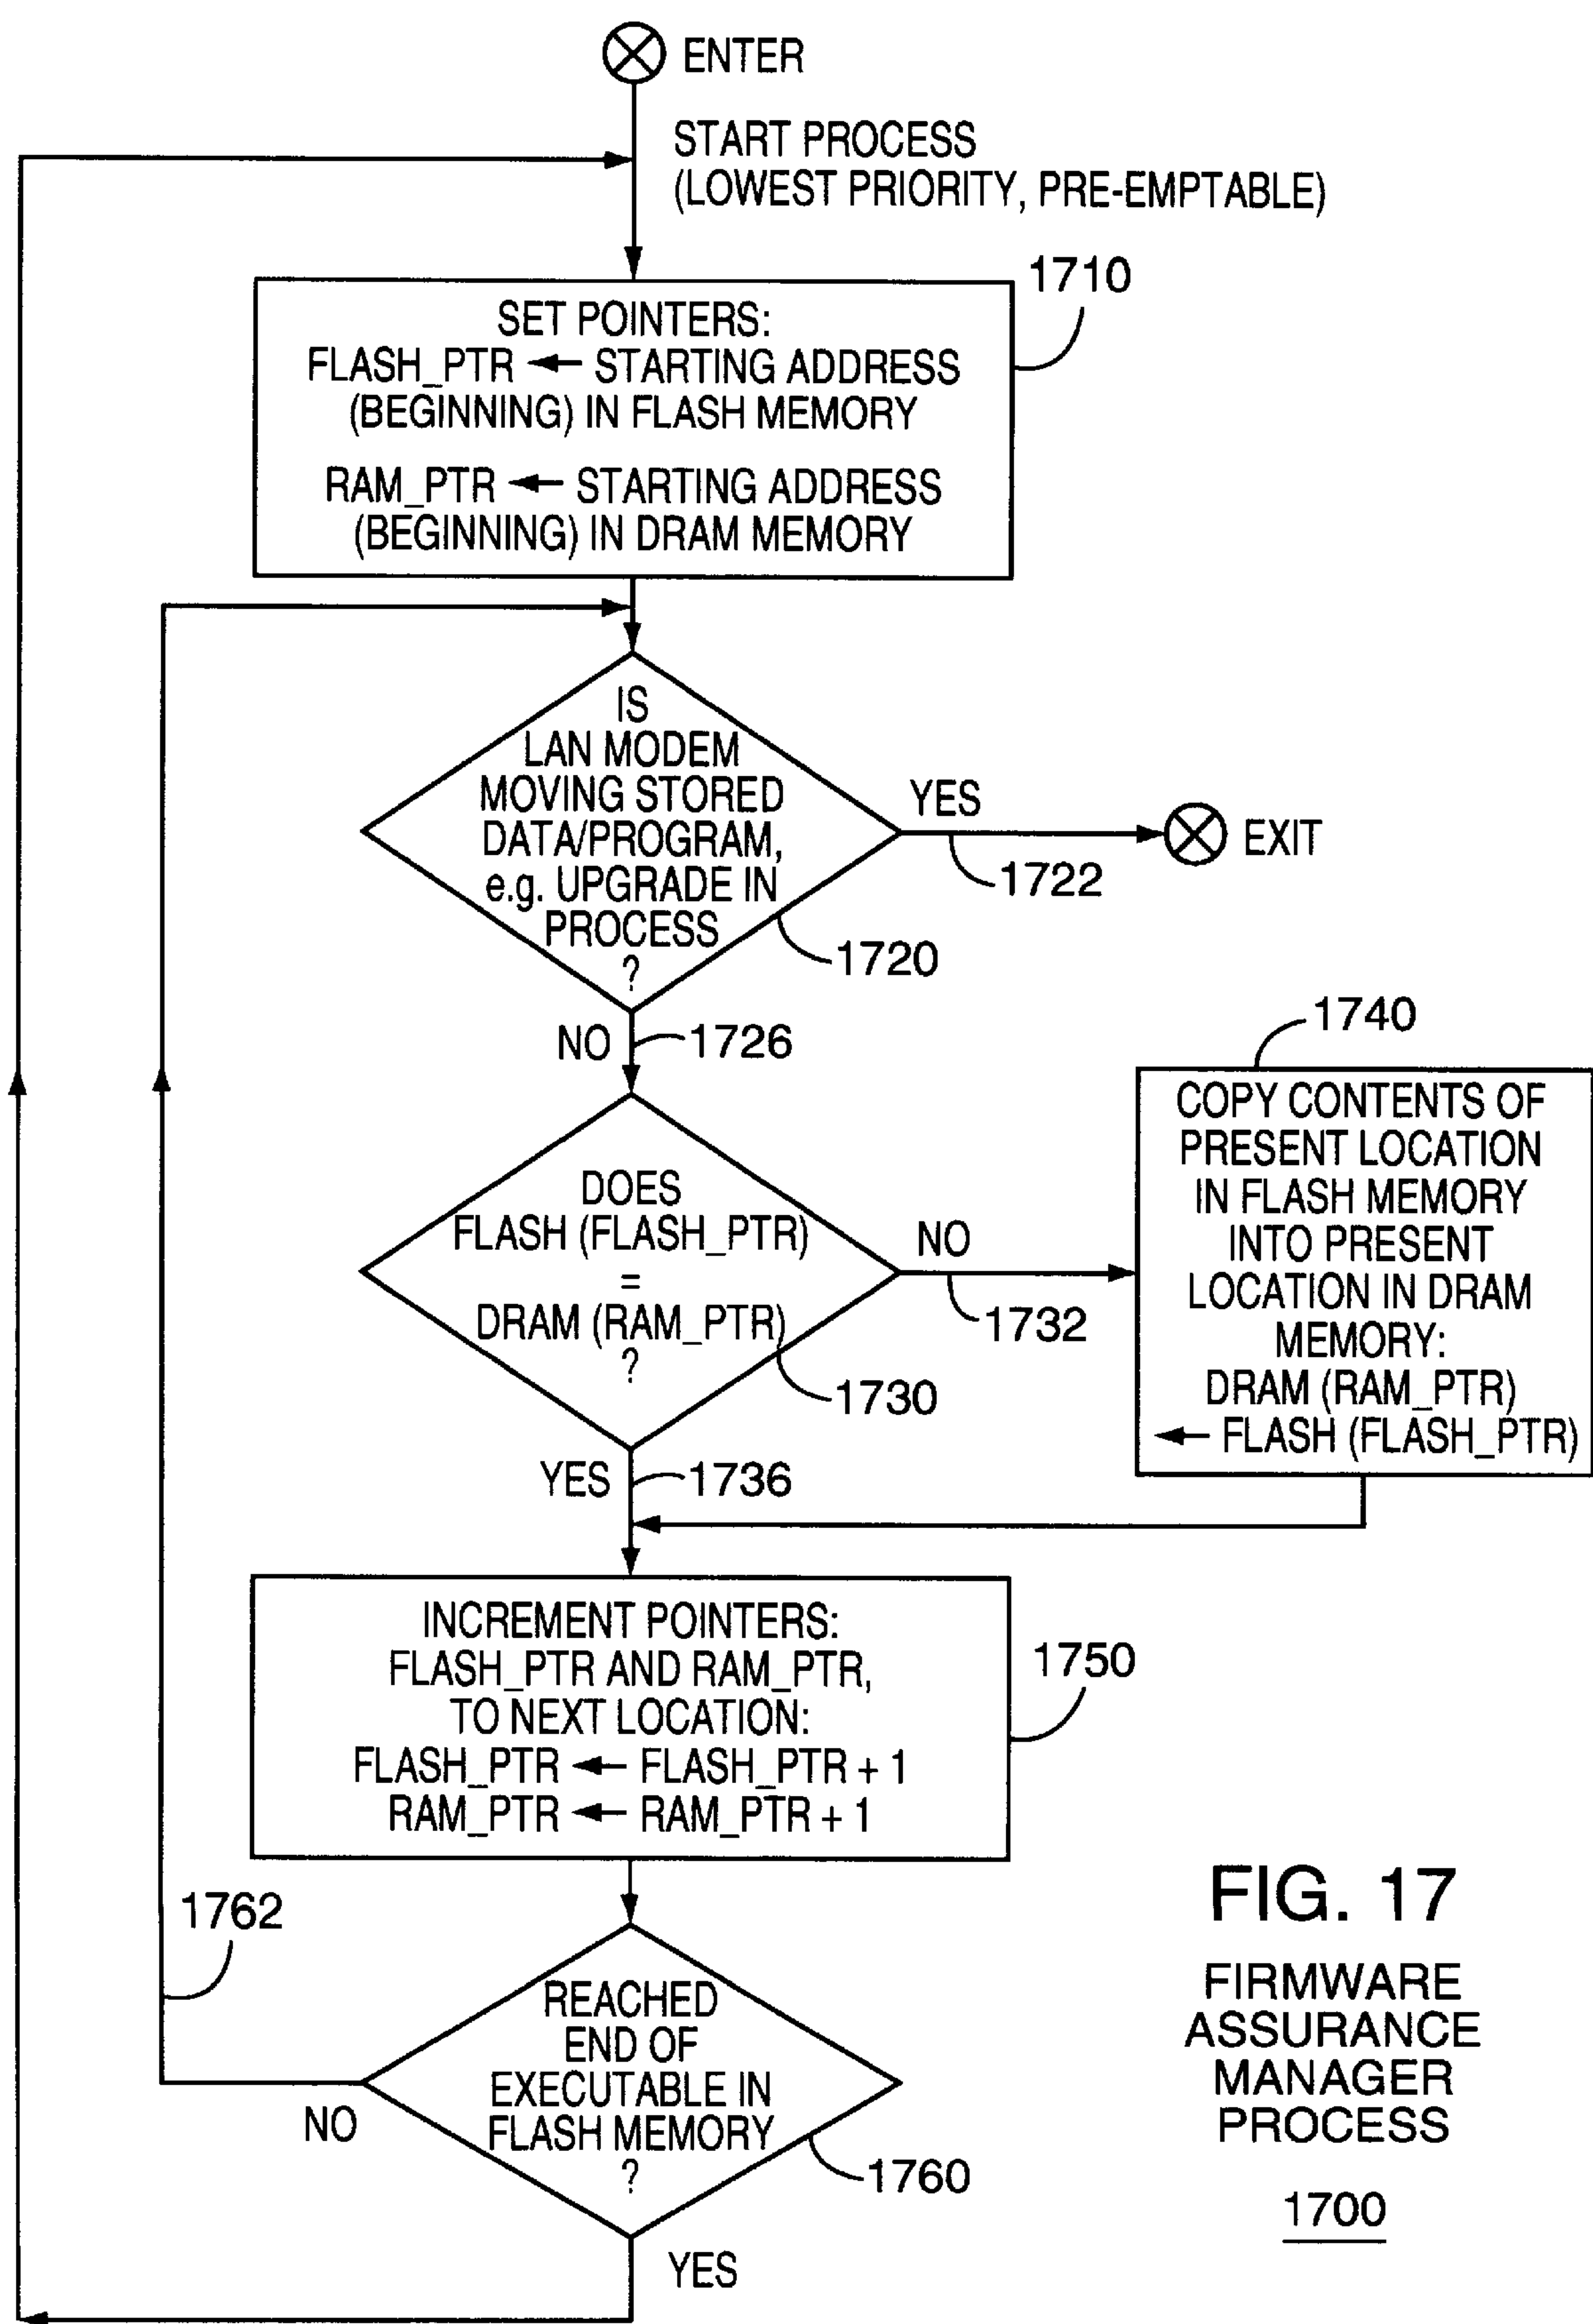 ENTER
START PROCESS
(LOWEST PRIORITY, PRE-EMPTABLE)
1710
SET POINTERS:
FLASH_PTR ← STARTING ADDRESS
(BEGINNING) IN FLASH MEMORY
RAM_PTR ← STARTING ADDRESS
(BEGINNING) IN DRAM MEMORY
IS
LAN MODEM
MOVING STORED
DATA/PROGRAM,
e.g. UPGRADE IN
PROCESS
?
YES
EXIT
1722
1720
NO
1726
1740
COPY CONTENTS OF
PRESENT LOCATION
IN FLASH MEMORY
INTO PRESENT
LOCATION IN DRAM
MEMORY:
DRAM (RAM_PTR)
← FLASH (FLASH_PTR)
DOES
FLASH (FLASH_PTR)
=
DRAM (RAM_PTR)
?
NO
1732
1730
YES
1736
INCREMENT POINTERS:
FLASH_PTR AND RAM_PTR,
TO NEXT LOCATION:
FLASH_PTR ← FLASH_PTR + 1
RAM_PTR ← RAM_PTR + 1
1750
1762
REACHED
END OF
EXECUTABLE IN
FLASH MEMORY
?
NO
1760
YES
FIG. 17
FIRMWARE
ASSURANCE
MANAGER
PROCESS
1700